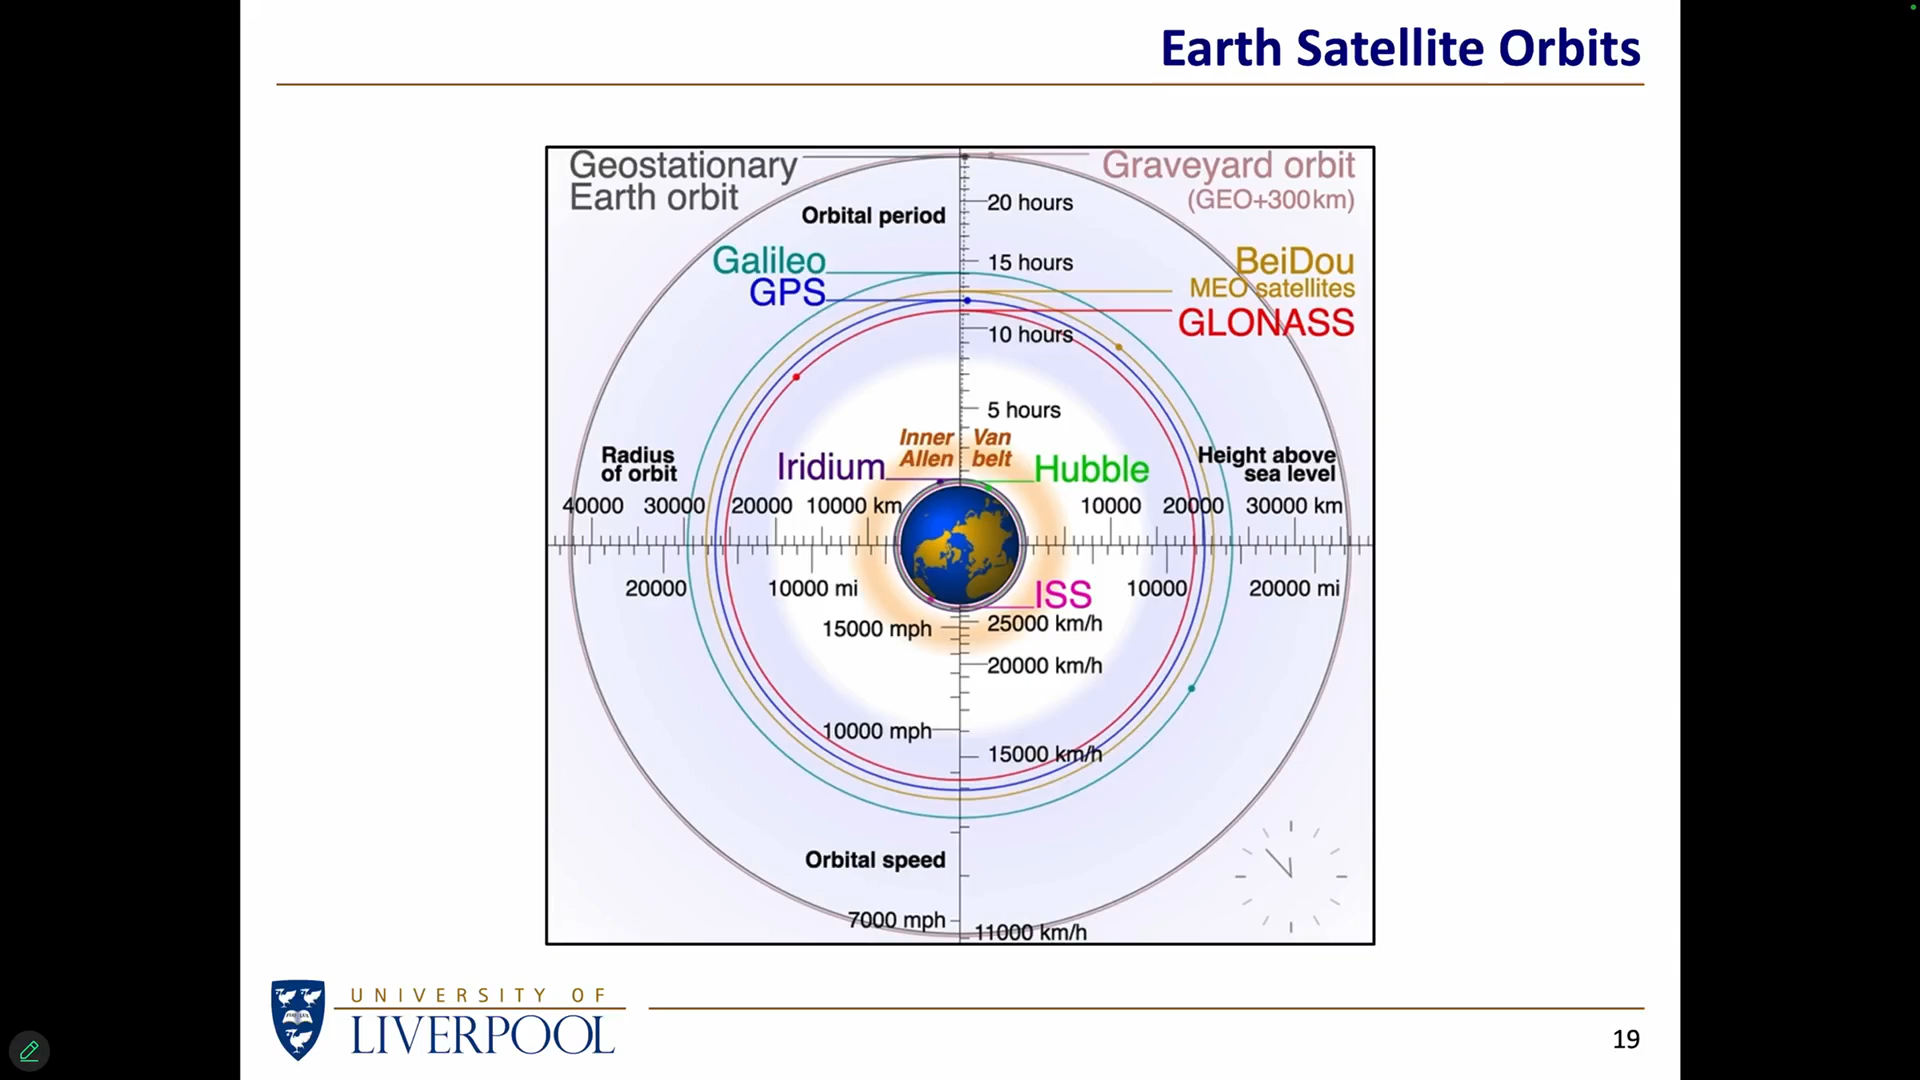 Earth Satellite Orbits
Geostationary
Earth orbit
Graveyard orbit
(GEO+300km)
Orbital period
20 hours
Galileo
15 hours
BeiDou
GPS
MEO satellites
GLONASS
10 hours
5 hours
Inner Van
Allen belt
Iridium
Hubble
Radius
of orbit
Height above
sea level
40000 30000 20000 10000 km
10000 20000 30000 km
20000 10000 mi
10000 20000 mi
ISS
15000 mph
25000 km/h
20000 km/h
10000 mph
15000 km/h
Orbital speed
7000 mph
11000 km/h
UNIVERSITY OF
LIVERPOOL
19